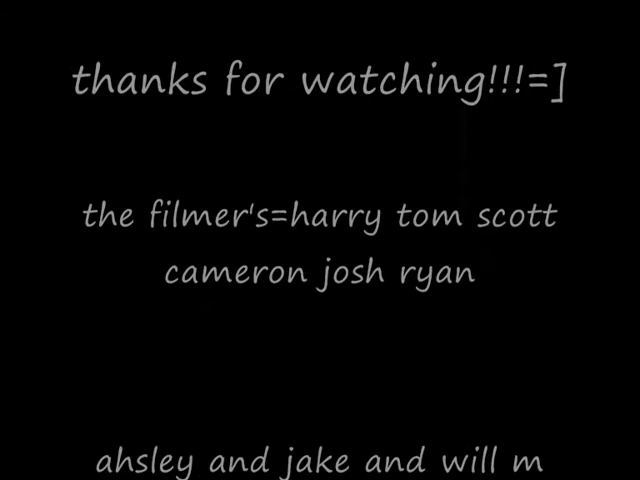 thanks for watching!!!=]
the filmer's=harry tom scott
cameron josh ryan
ahsley and jake and will m